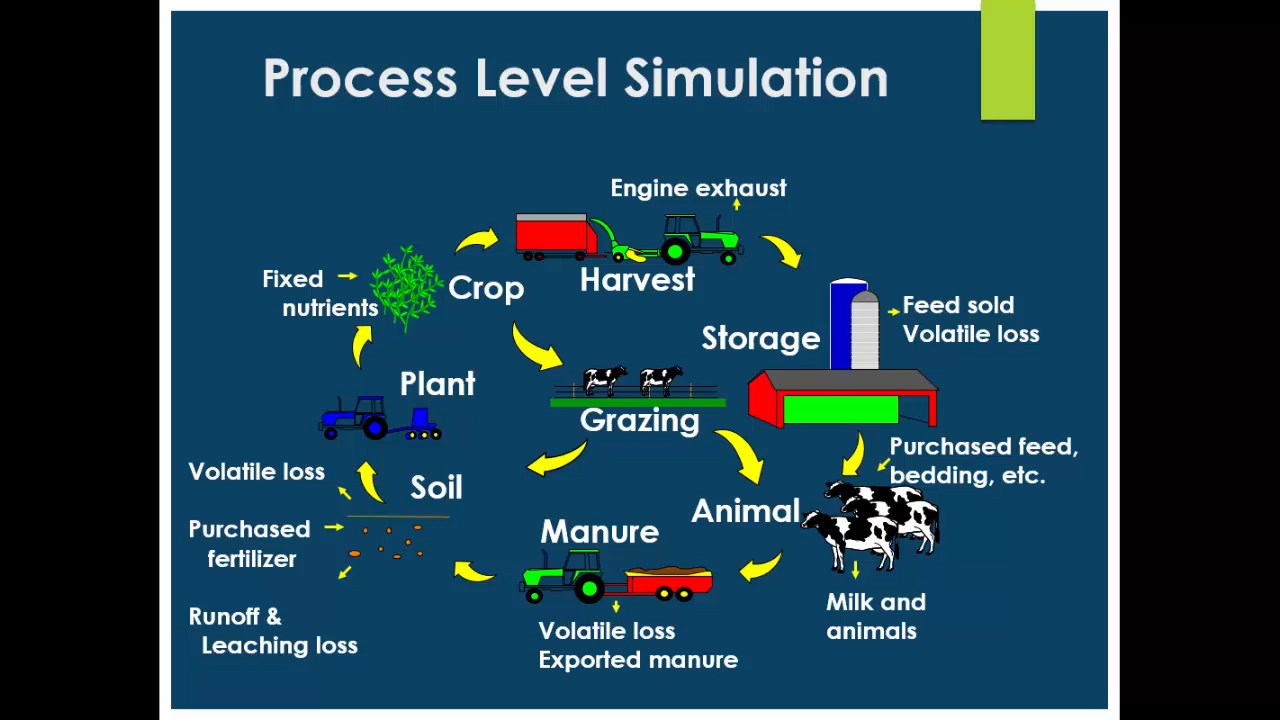 Process Level Simulation
Engine exhaust
Harvest
Fixed
nutrients
Crop
Feed sold
Volatile loss
Storage
Plant
Grazing
Purchased feed,
bedding, etc.
Volatile loss
Soil
Animal
Purchased
fertilizer
Manure
Milk and
animals
Runoff &
Leaching loss
Volatile loss
Exported manure